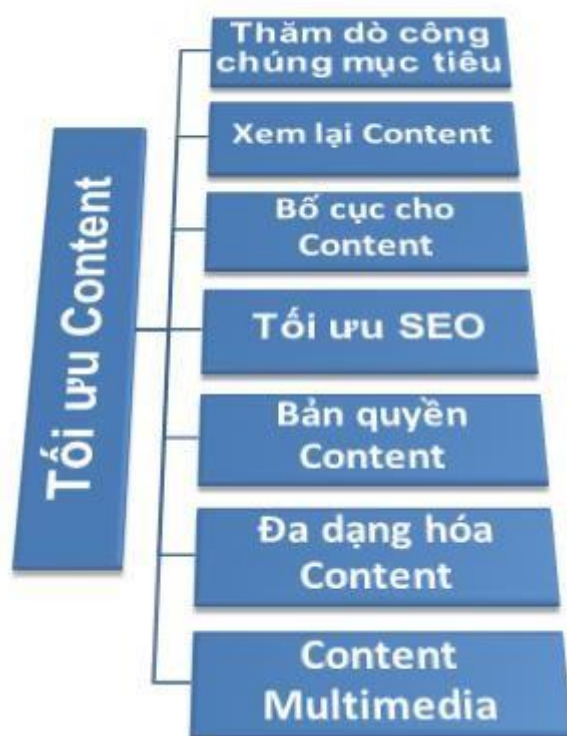 Tối ưu Content
Thăm dò công
chúng mục tiêu
Xem lại Content
Bố cục cho
Content
Tối ưu SEO
Bản quyền
Content
Đa dạng hóa
Content
Content
Multimedia